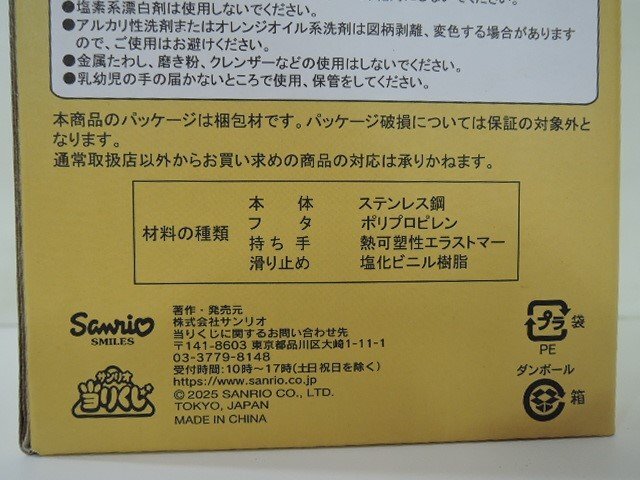 ●塩素系漂白剤は使用しないでください。
●アルカリ性洗剤またはオレンジオイル系洗剤は図柄剥離、変色する場合があります
ので、ご使用はお避けください。
●金属たわし、磨き粉、クレンザーなどの使用はしないでください。
●乳幼児の手の届かないところで使用、保管をしてください。
本商品のパッケージは梱包材です。パッケージ破損については保証の対象外と
なります。
通常取扱店以外からお買い求めの商品の対応は承りかねます。
材料の種類
本体 ステンレス鋼
フタ ポリプロピレン
持ち手 熱可塑性エラストマー
滑り止め 塩化ビニル樹脂
Sanrio
SMILES
サンリオ
当りくじ
著作・発売元
株式会社サンリオ
当りくじに関するお問い合わせ先
〒141-8603 東京都品川区大崎1-11-1
03-3779-8148
受付時間:10時～17時(土日祝日を除く)
https://www.sanrio.co.jp
© 2025 SANRIO CO., LTD.
TOKYO, JAPAN
MADE IN CHINA
プラ 袋
PE
ダンボール
箱